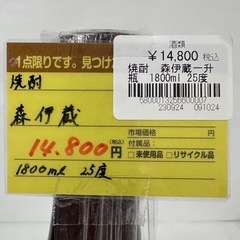 酒類
￥14,800 税込
焼酎 森伊蔵一升
瓶 1800ml 25度
5800013256600007
230924 091024
1点限りです。見つけ
焼酎
森伊蔵
14.800円(税込)
1800ml 25度
市場価格 円
付属品:
□未使用品 □リサイクル品